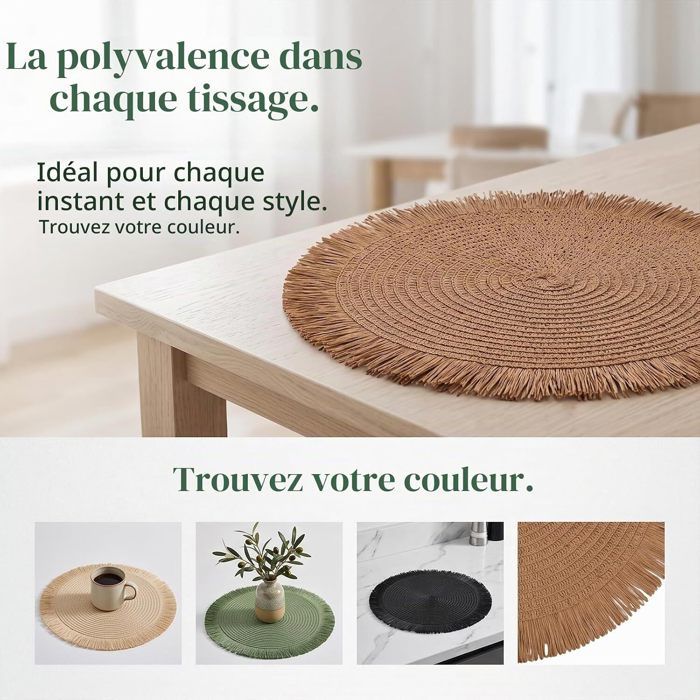 La polyvalence dans
chaque tissage.
Idéal pour chaque
instant et chaque style.
Trouvez votre couleur.
Trouvez votre couleur.